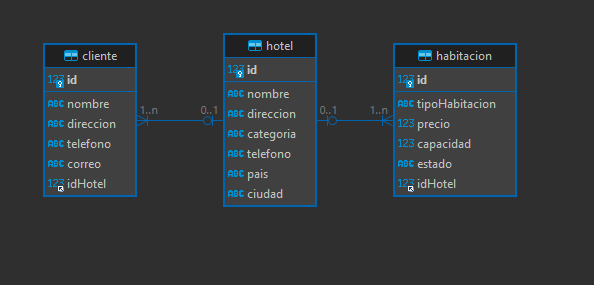 cliente
123 id
ABC nombre
ABC direccion
ABC telefono
ABC correo
123 idHotel
1..n
0..1
hotel
123 id
ABC nombre
ABC direccion
ABC categoria
ABC telefono
ABC pais
ABC ciudad
0..1
1..n
habitacion
123 id
ABC tipoHabitacion
123 precio
123 capacidad
ABC estado
123 idHotel